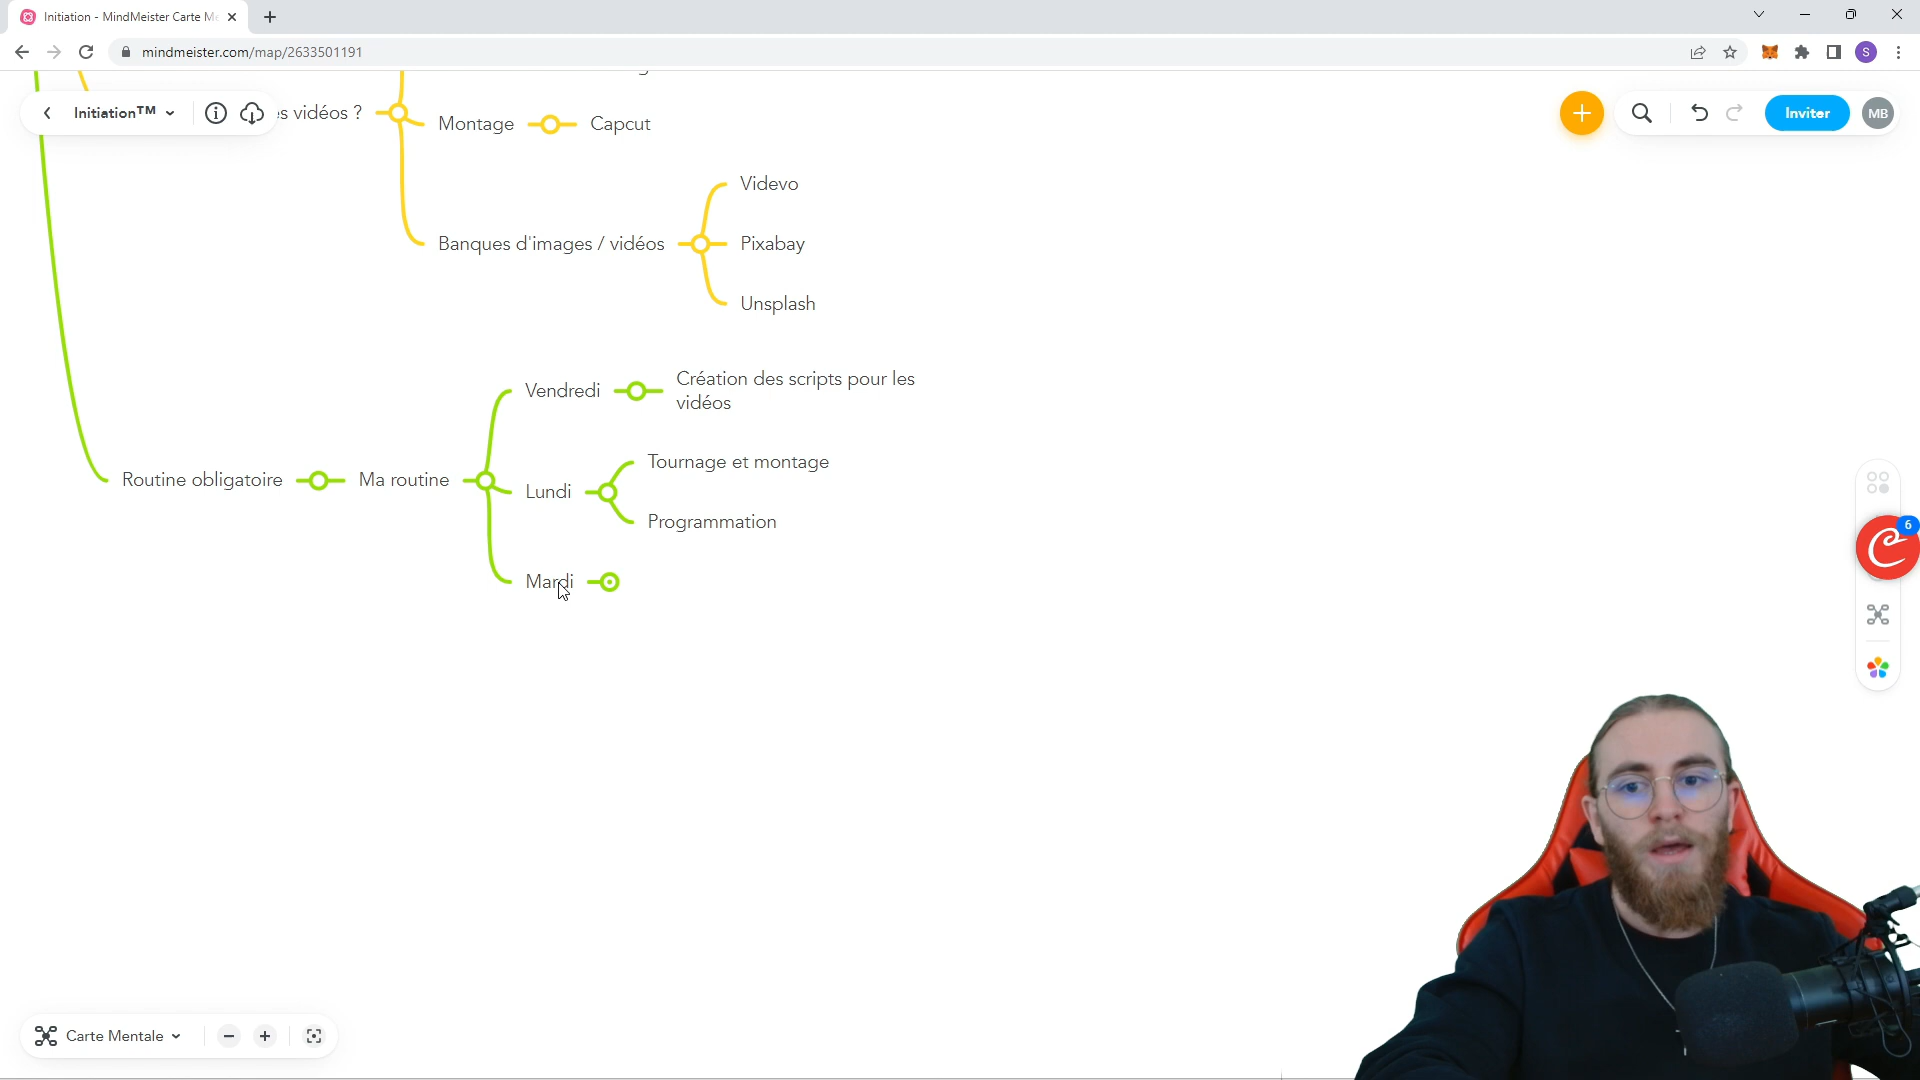 Initiation - MindMeister Carte Me
mindmeister.com/map/2633501191
S
Initiation™
es vidéos ?
Inviter
MB
Montage
Capcut
Videvo
Banques d'images / vidéos
Pixabay
Unsplash
Vendredi
Création des scripts pour les
vidéos
Tournage et montage
Routine obligatoire
Ma routine
Lundi
Programmation
6
Mardi
Carte Mentale